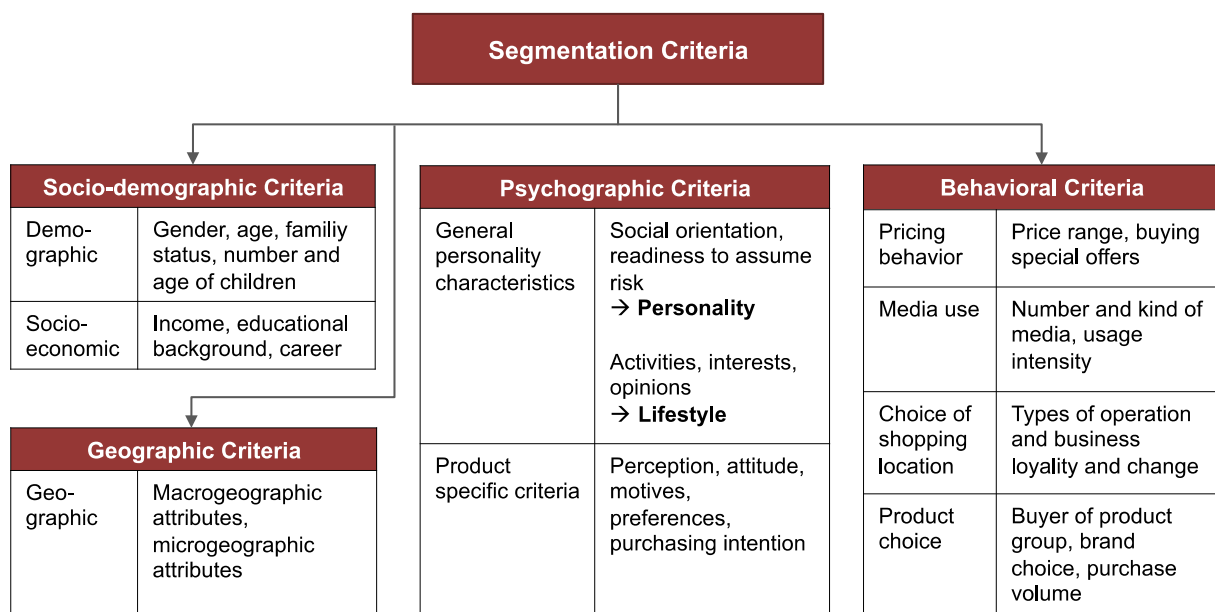 Segmentation Criteria
Socio-demographic Criteria
Demo-
graphic
Gender, age, familiy
status, number and
age of children
Socio-
economic
Income, educational
background, career
Geographic Criteria
Geo-
graphic
Macrogeographic
attributes,
microgeographic
attributes
Psychographic Criteria
General
personality
characteristics
Social orientation,
readiness to assume
risk
→ Personality
Activities, interests,
opinions
→ Lifestyle
Product
specific criteria
Perception, attitude,
motives,
preferences,
purchasing intention
Behavioral Criteria
Pricing
behavior
Price range, buying
special offers
Media use
Number and kind of
media, usage
intensity
Choice of
shopping
location
Types of operation
and business
loyality and change
Product
choice
Buyer of product
group, brand
choice, purchase
volume